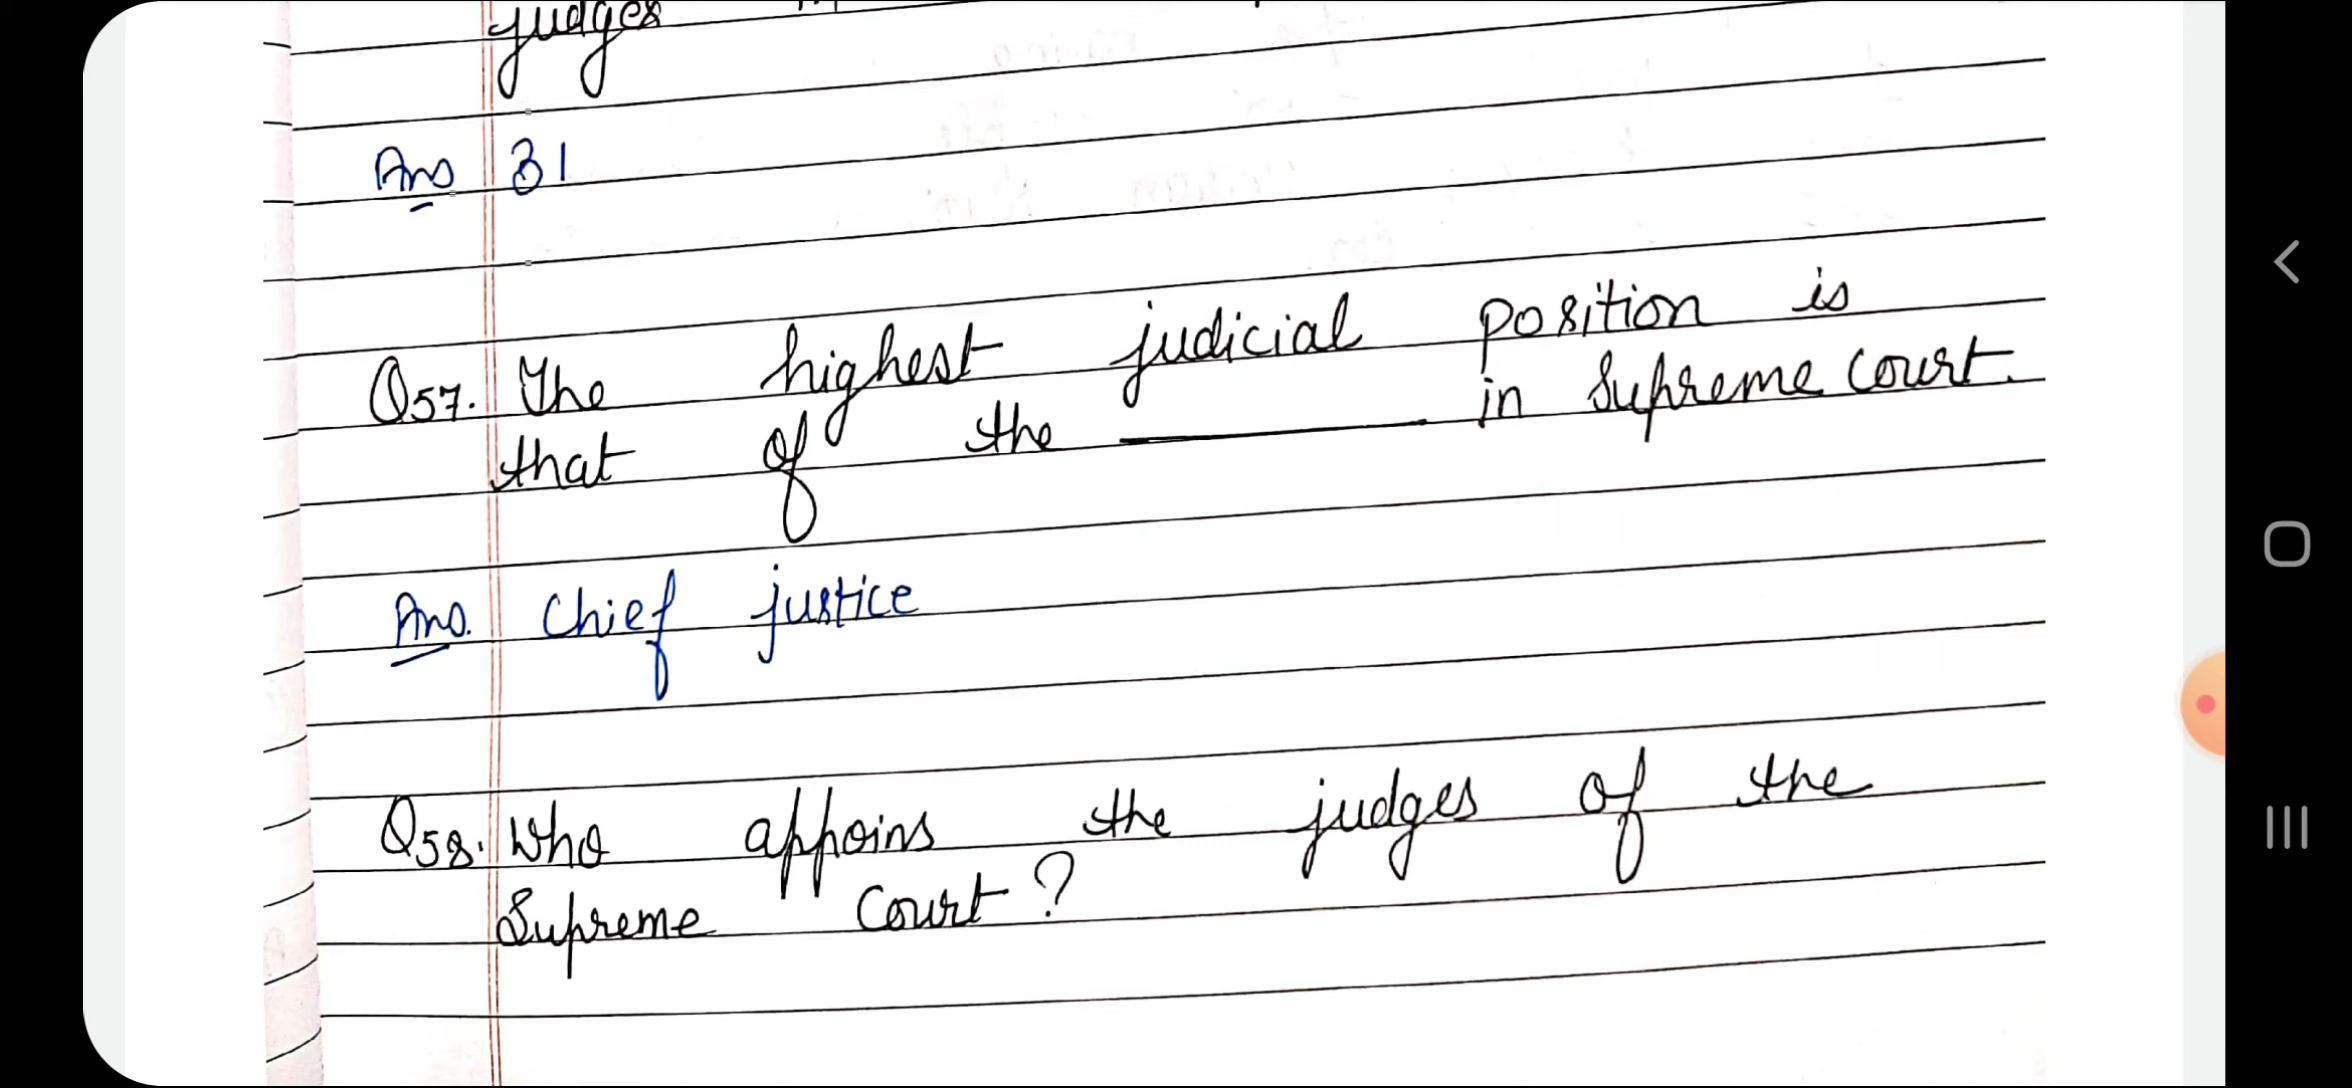 judges
Ans 31
Q57. The highest judicial position is
that of the ________ in Supreme Court.
Ans. Chief justice
Q58. Who appoins the judges of the
Supreme Court?